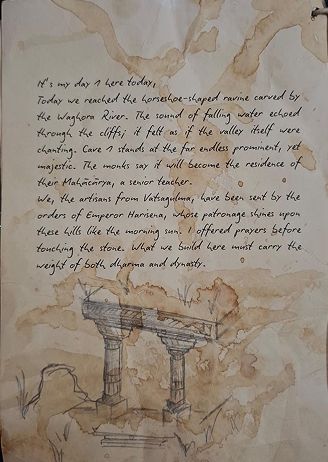 It's my day 1 here today,
Today we reached the horseshoe-shaped ravine carved by
the Waghora River. The sound of falling water echoed
through the cliffs; it felt as if the valley itself were
chanting. Cave 1 stands at the far endless prominent, yet
majestic. The monks say it will become the residence of
their Mahācārya, a senior teacher.
We, the artisans from Vatsagulma, have been sent by the
orders of Emperor Harisena, whose patronage shines upon
these hills like the morning sun. I offered prayers before
touching the stone. What we build here must carry the
weight of both dharma and dynasty.